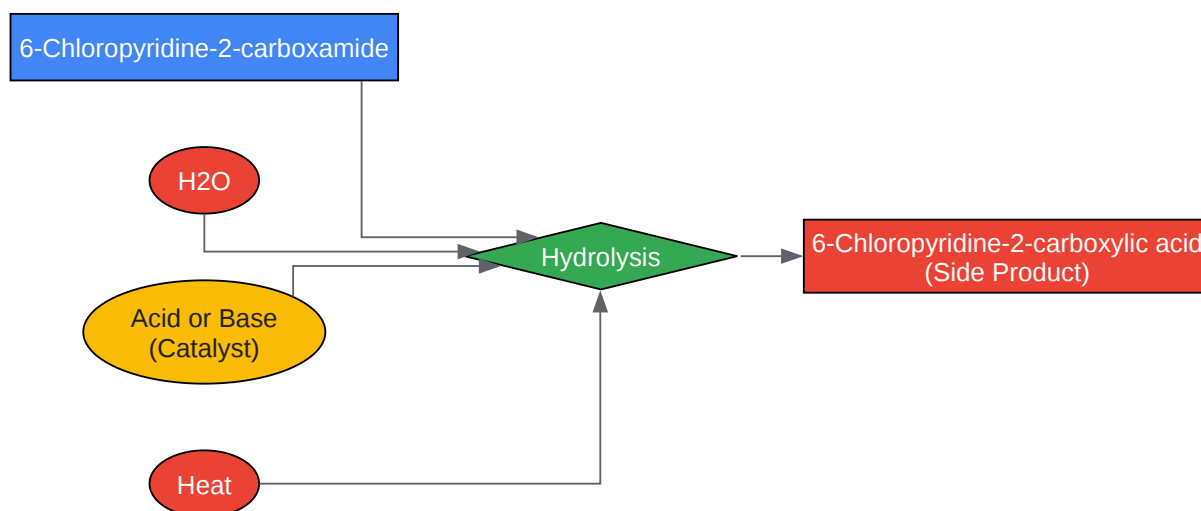 6-Chloropyridine-2-carboxamide
H2O
Hydrolysis
6-Chloropyridine-2-carboxylic acid
(Side Product)
Acid or Base
(Catalyst)
Heat